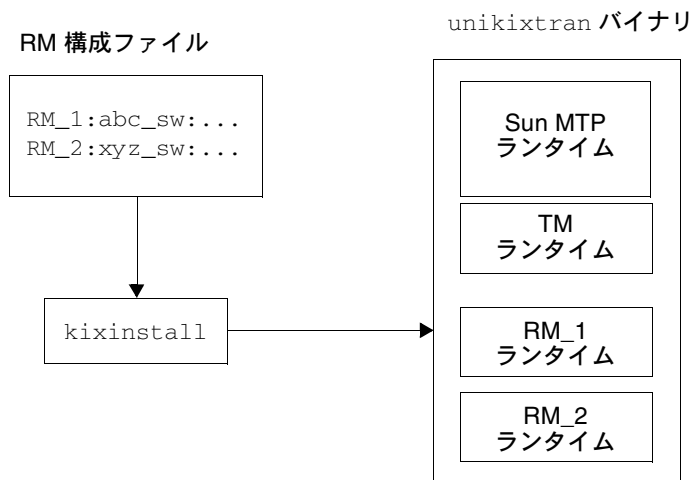 RM 構成ファイル
RM_1:abc_sw:...
RM_2:xyz_sw:...
kixinstall
unikixtran バイナリ
Sun MTP
ランタイム
TM
ランタイム
RM_1
ランタイム
RM_2
ランタイム